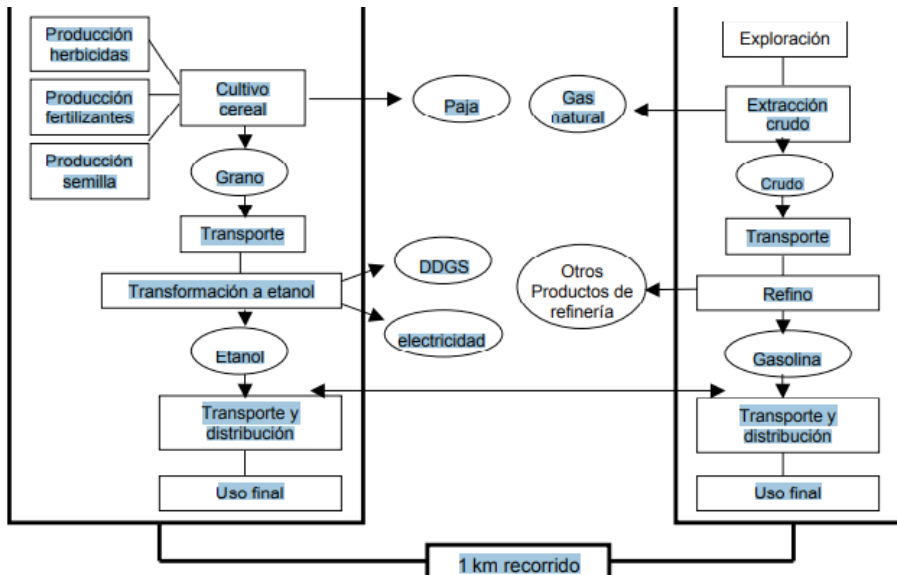 Producción
herbicidas
Producción
fertilizantes
Producción
semilla
Cultivo
cereal
Paja
Grano
Transporte
Transformación a etanol
DDGS
electricidad
Etanol
Transporte y
distribución
Uso final
Exploración
Gas
natural
Extracción
crudo
Crudo
Transporte
Otros
Productos de
refinería
Refino
Gasolina
Transporte y
distribución
Uso final
1 km recorrido